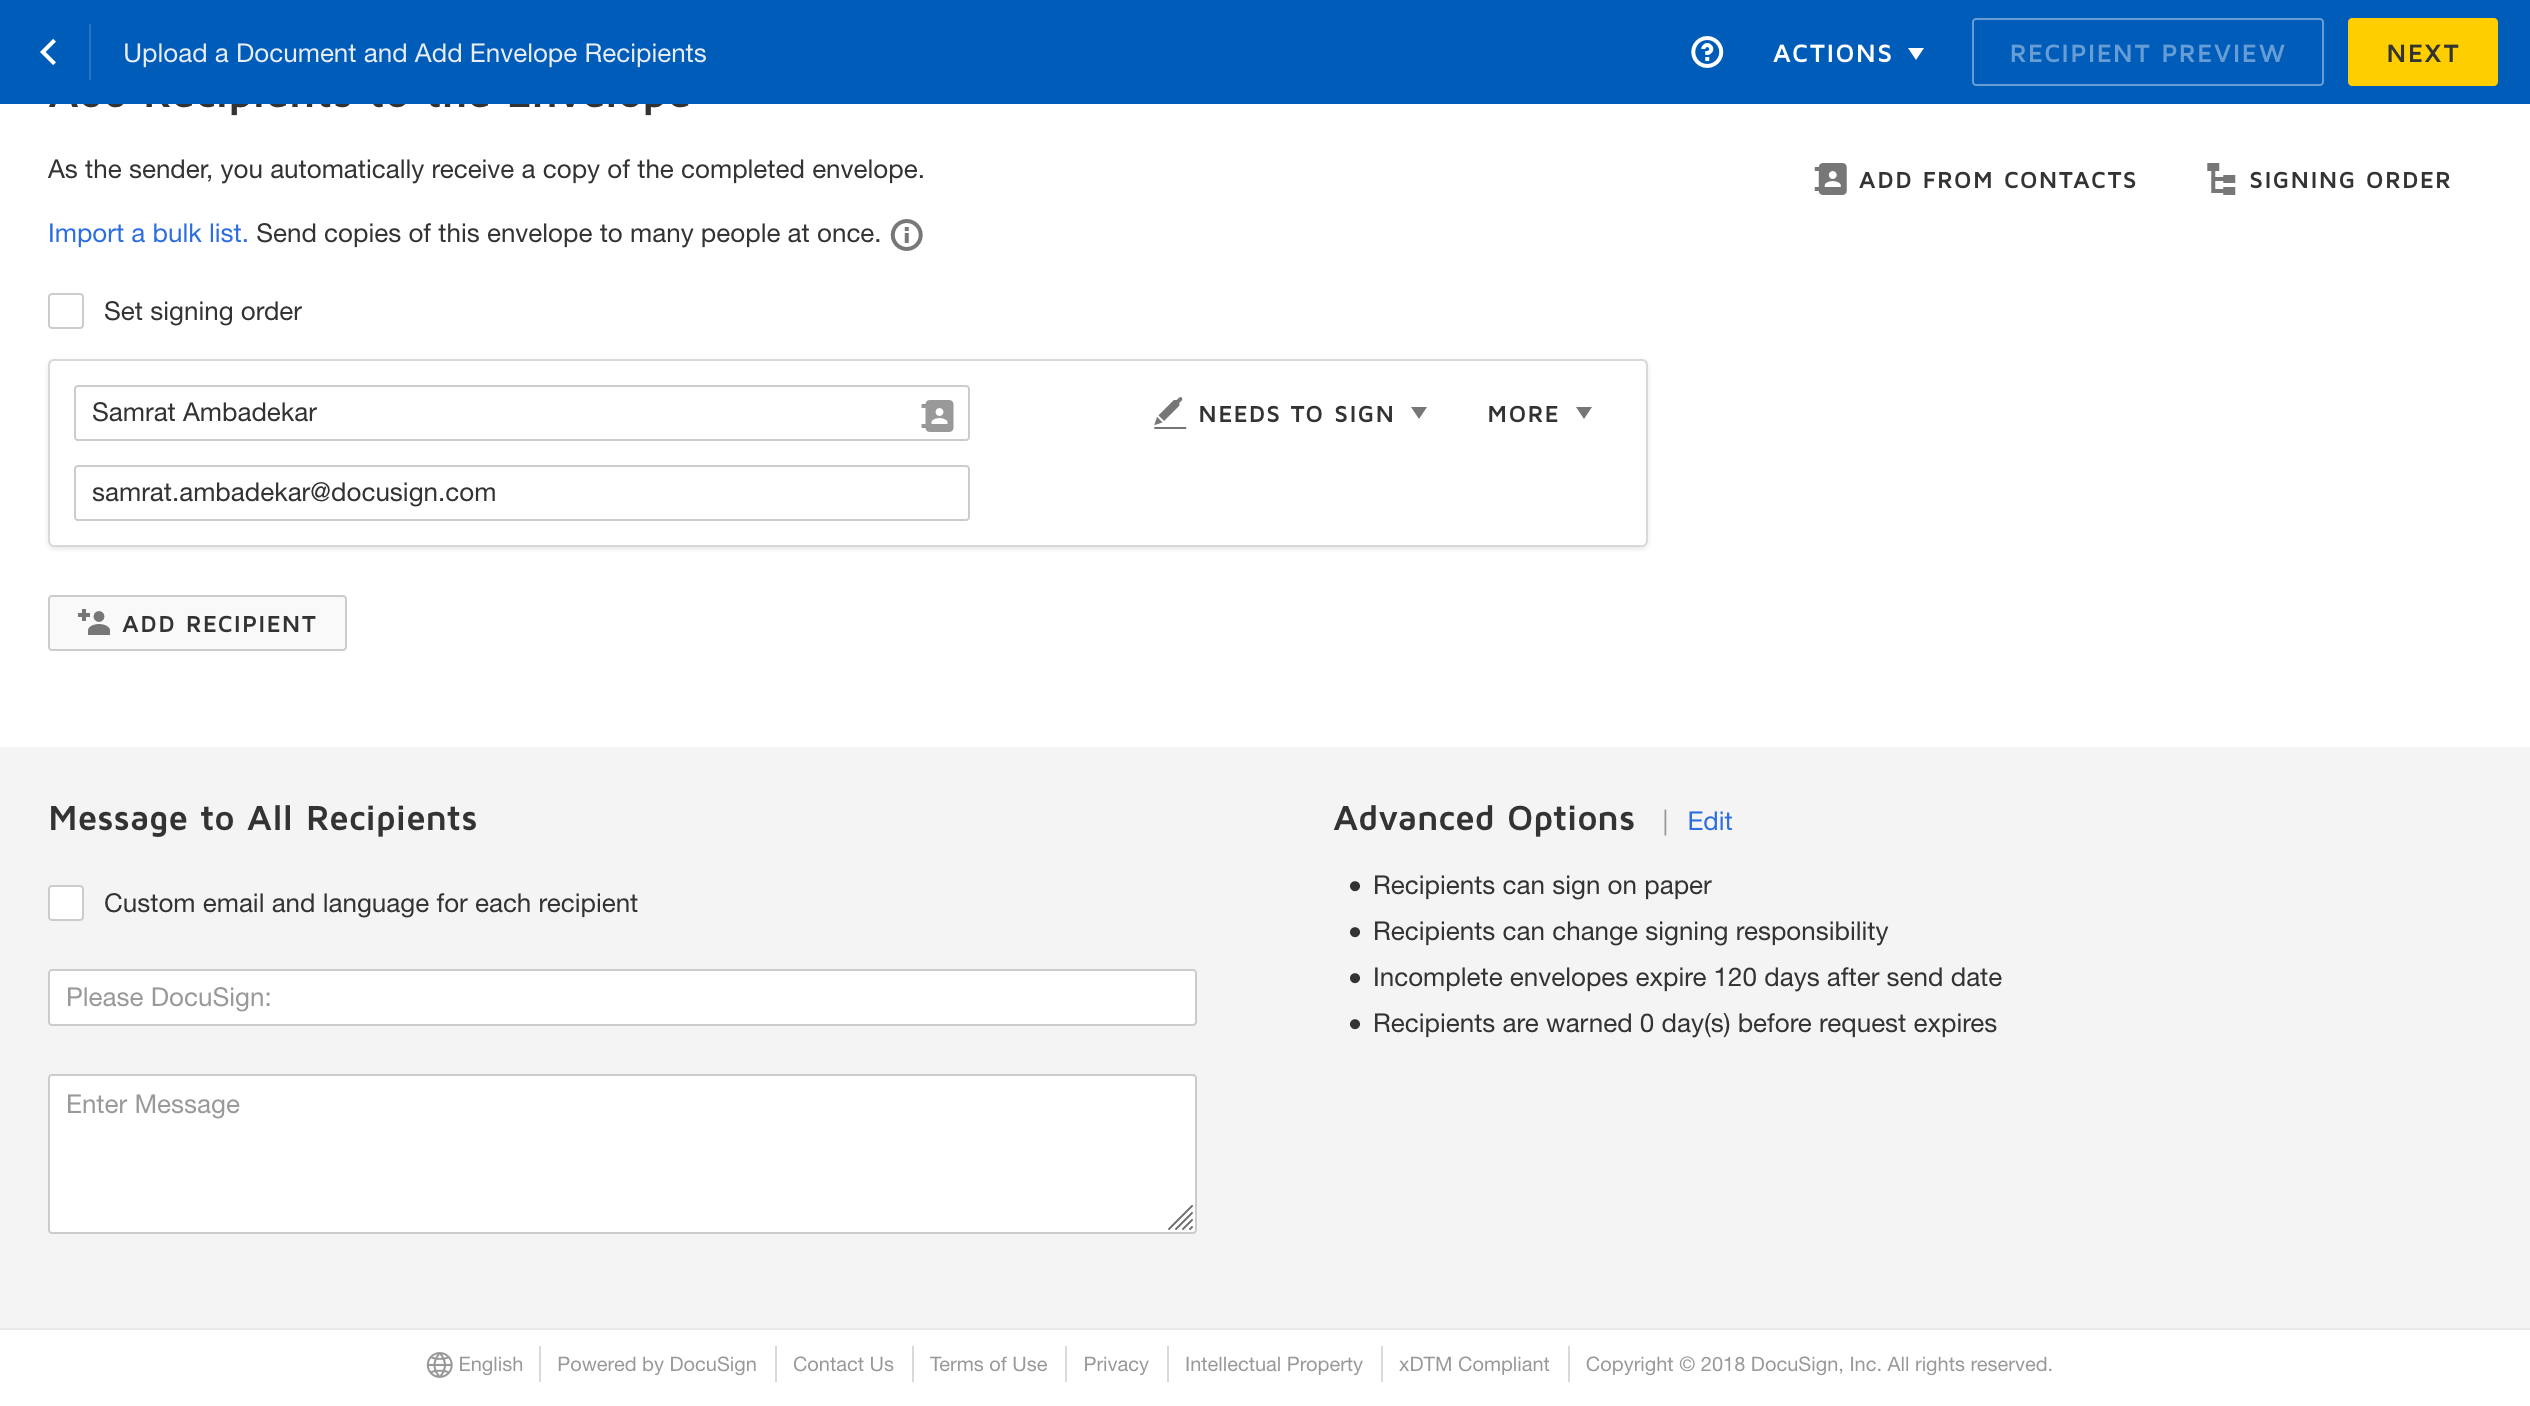 Upload a Document and Add Envelope Recipients
ACTIONS
RECIPIENT PREVIEW
NEXT
Add Recipients to the Envelope
As the sender, you automatically receive a copy of the completed envelope.
ADD FROM CONTACTS
SIGNING ORDER
Import a bulk list. Send copies of this envelope to many people at once.
Set signing order
Samrat Ambadekar
NEEDS TO SIGN
MORE
samrat.ambadekar@docusign.com
ADD RECIPIENT
Message to All Recipients
Custom email and language for each recipient
Please DocuSign:
Enter Message
Advanced Options | Edit
• Recipients can sign on paper
• Recipients can change signing responsibility
• Incomplete envelopes expire 120 days after send date
• Recipients are warned 0 day(s) before request expires
English
Powered by DocuSign
Contact Us
Terms of Use
Privacy
Intellectual Property
xDTM Compliant
Copyright © 2018 DocuSign, Inc. All rights reserved.